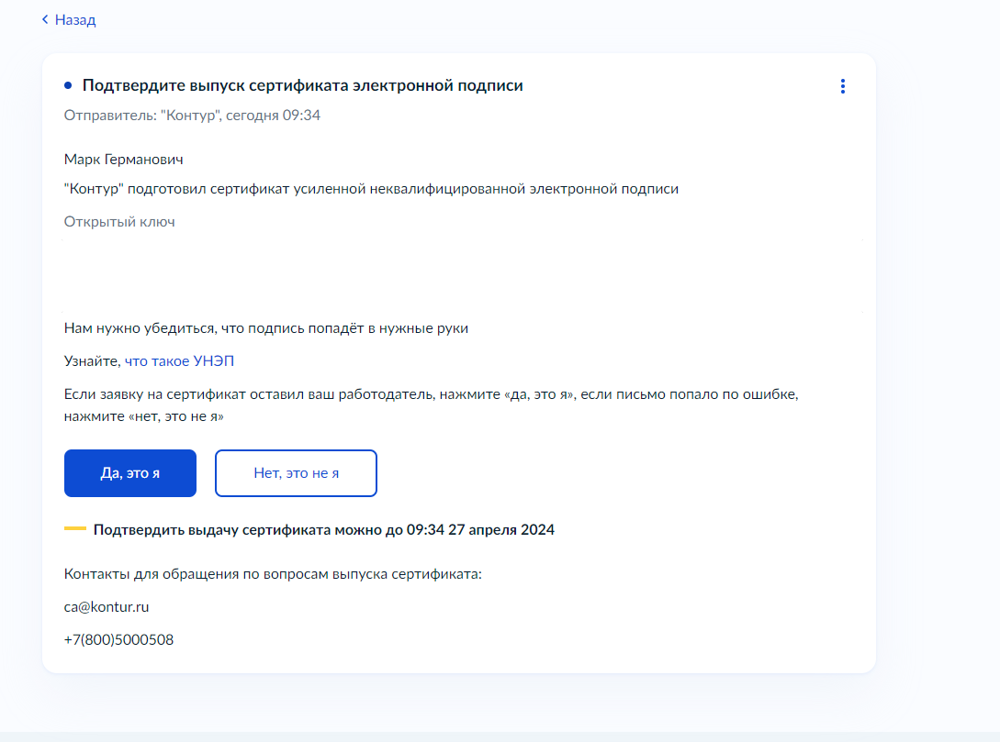 Назад
Подтвердите выпуск сертификата электронной подписи
Отправитель: "Контур", сегодня 09:34
Марк Германович
"Контур" подготовил сертификат усиленной неквалифицированной электронной подписи
Открытый ключ
Нам нужно убедиться, что подпись попадёт в нужные руки
Узнайте, что такое УНЭП
Если заявку на сертификат оставил ваш работодатель, нажмите «да, это я», если письмо попало по ошибке,
нажмите «нет, это не я»
Да, это я Нет, это не я
Подтвердить выдачу сертификата можно до 09:34 27 апреля 2024
Контакты для обращения по вопросам выпуска сертификата:
ca@kontur.ru
+7(800)5000508